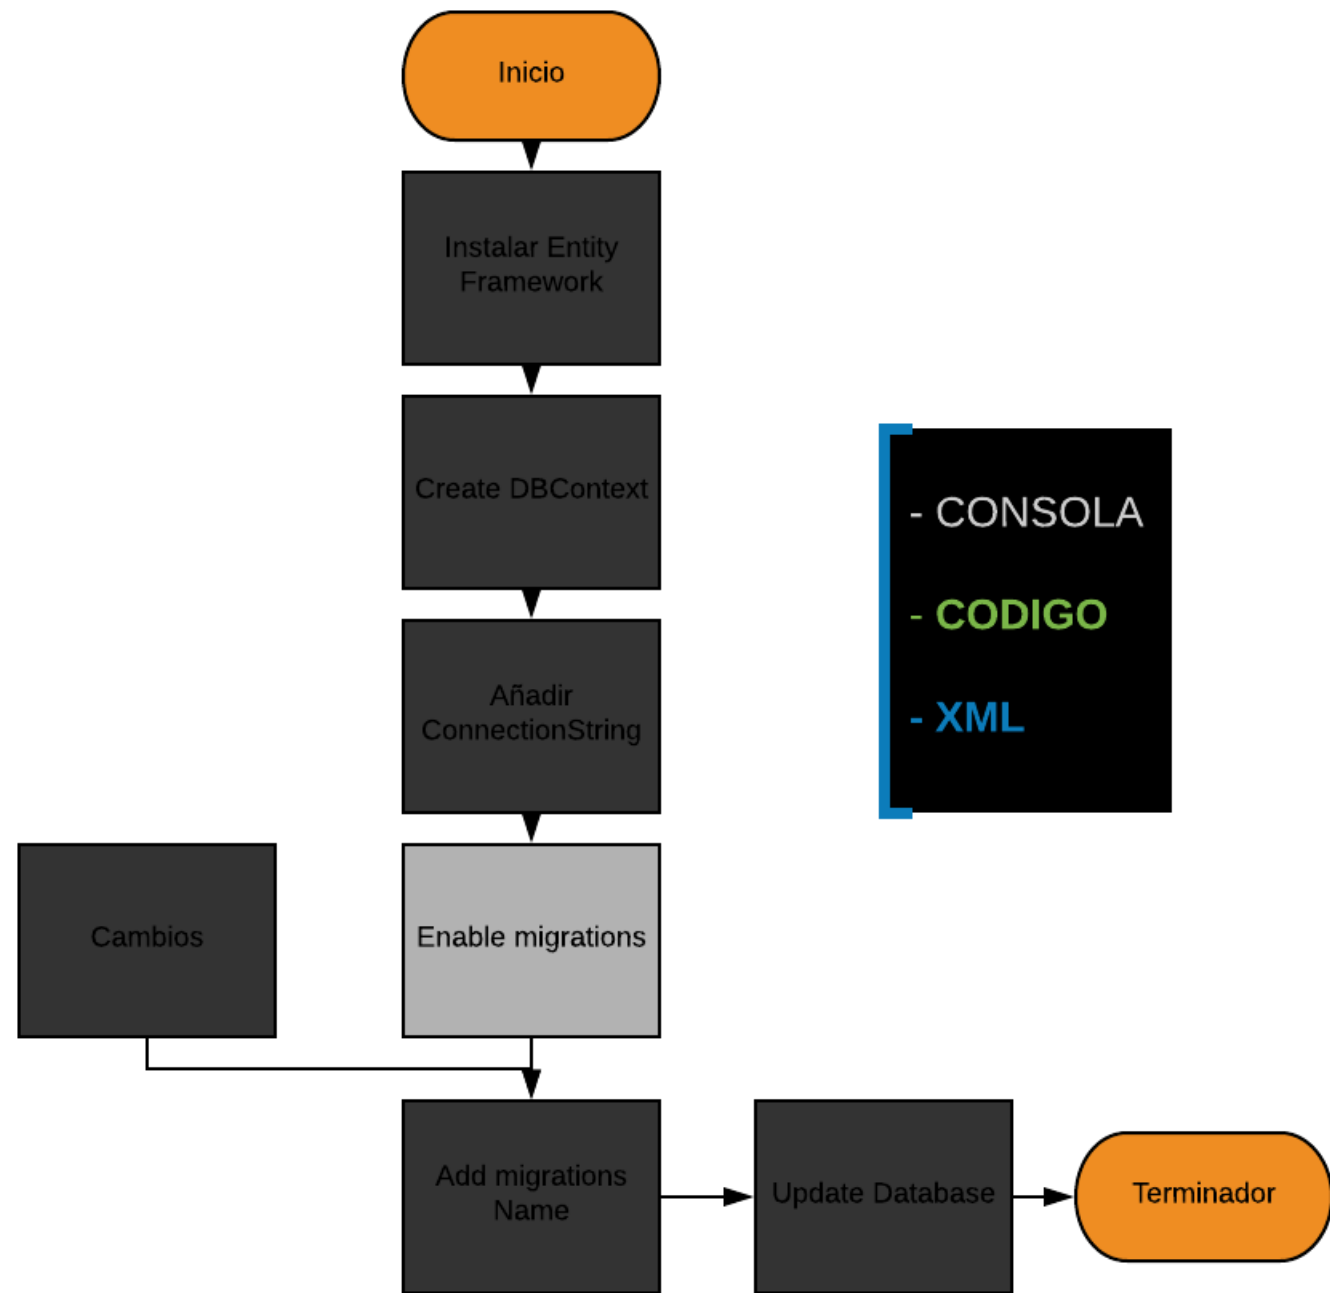 Inicio
Instalar Entity
Framework
Create DBContext
- CONSOLA
- CODIGO
- XML
Añadir
ConnectionString
Cambios
Enable migrations
Add migrations
Name
Update Database
Terminador